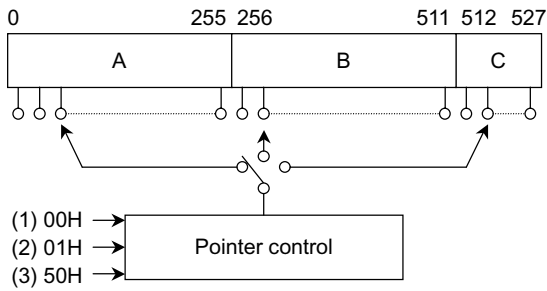 0 255 256 511 512 527
A B C
(1) 00H
(2) 01H
(3) 50H
Pointer control